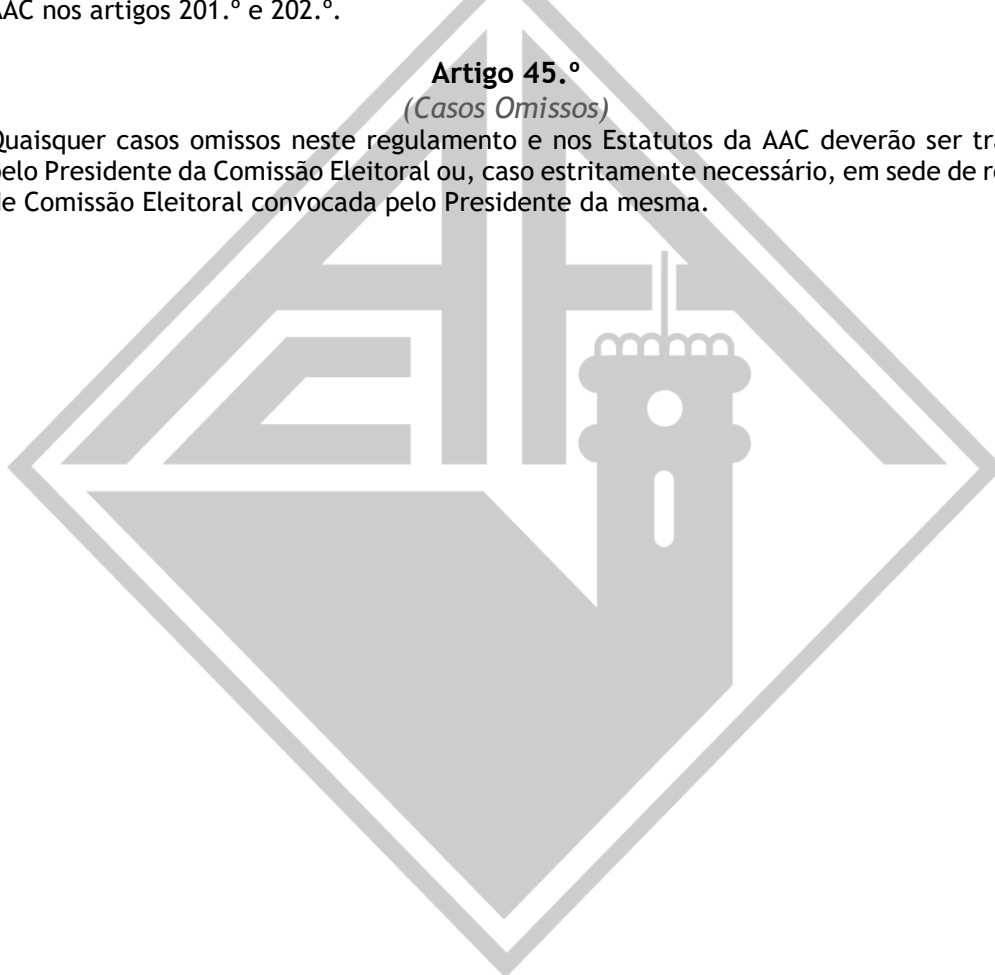 AAC nos artigos 201.º e 202.º.
Artigo 45.º
(Casos Omissos)
Quaisquer casos omissos neste regulamento e nos Estatutos da AAC deverão ser
pelo Presidente da Comissão Eleitoral ou, caso estritamente necessário, em sede de
de Comissão Eleitoral convocada pelo Presidente da mesma.